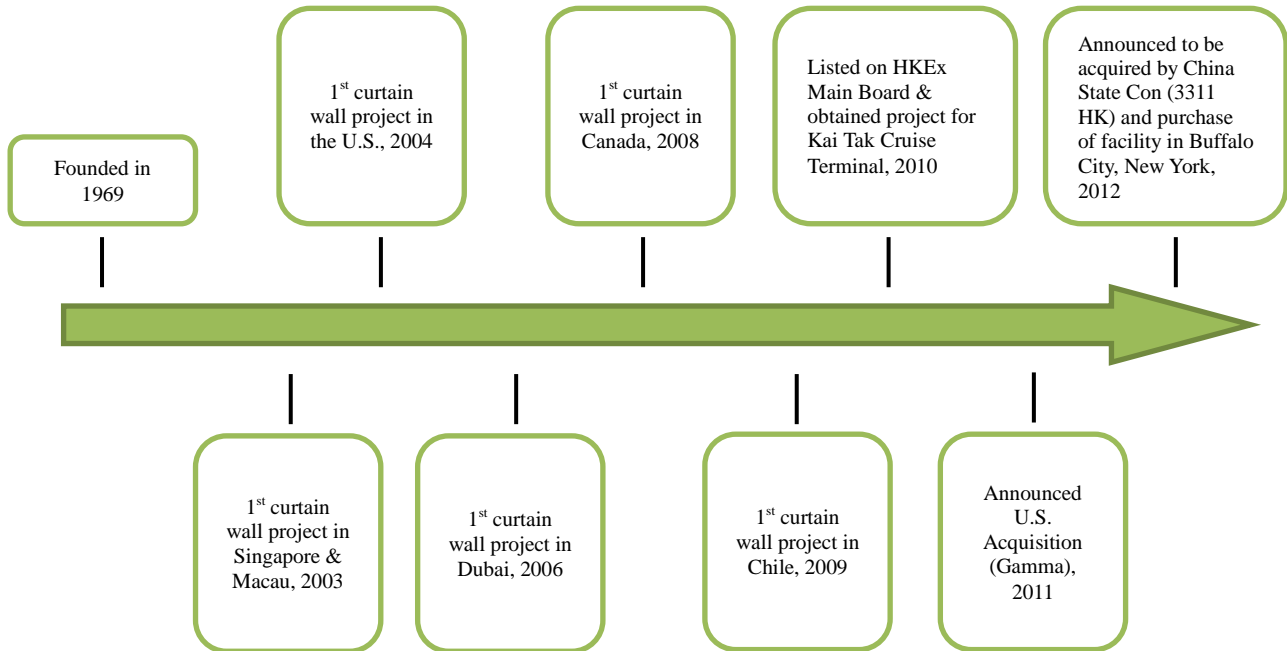 Founded in
1969
1st curtain
wall project in
the U.S., 2004
1st curtain
wall project in
Canada, 2008
Listed on HKEx
Main Board &
obtained project for
Kai Tak Cruise
Terminal, 2010
Announced to be
acquired by China
State Con (3311
HK) and purchase
of facility in Buffalo
City, New York,
2012
1st curtain
wall project in
Singapore &
Macau, 2003
1st curtain
wall project in
Dubai, 2006
1st curtain
wall project in
Chile, 2009
Announced
U.S.
Acquisition
(Gamma),
2011